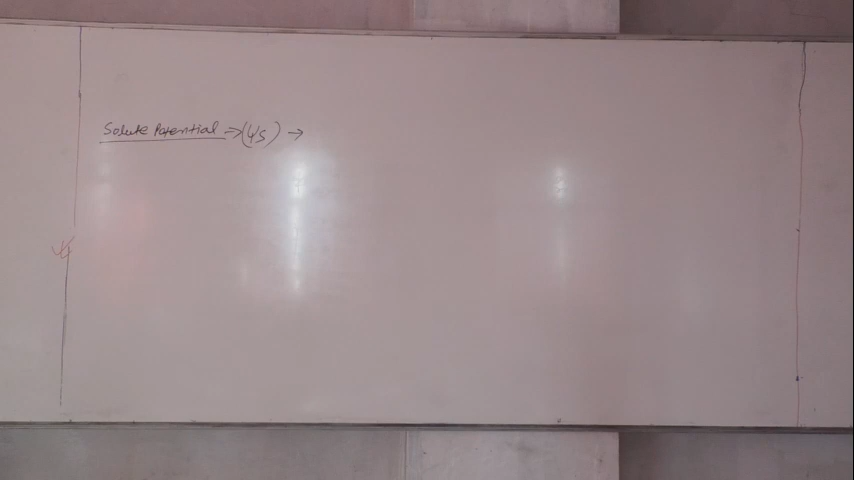 Solute Potential → (Ψs) →